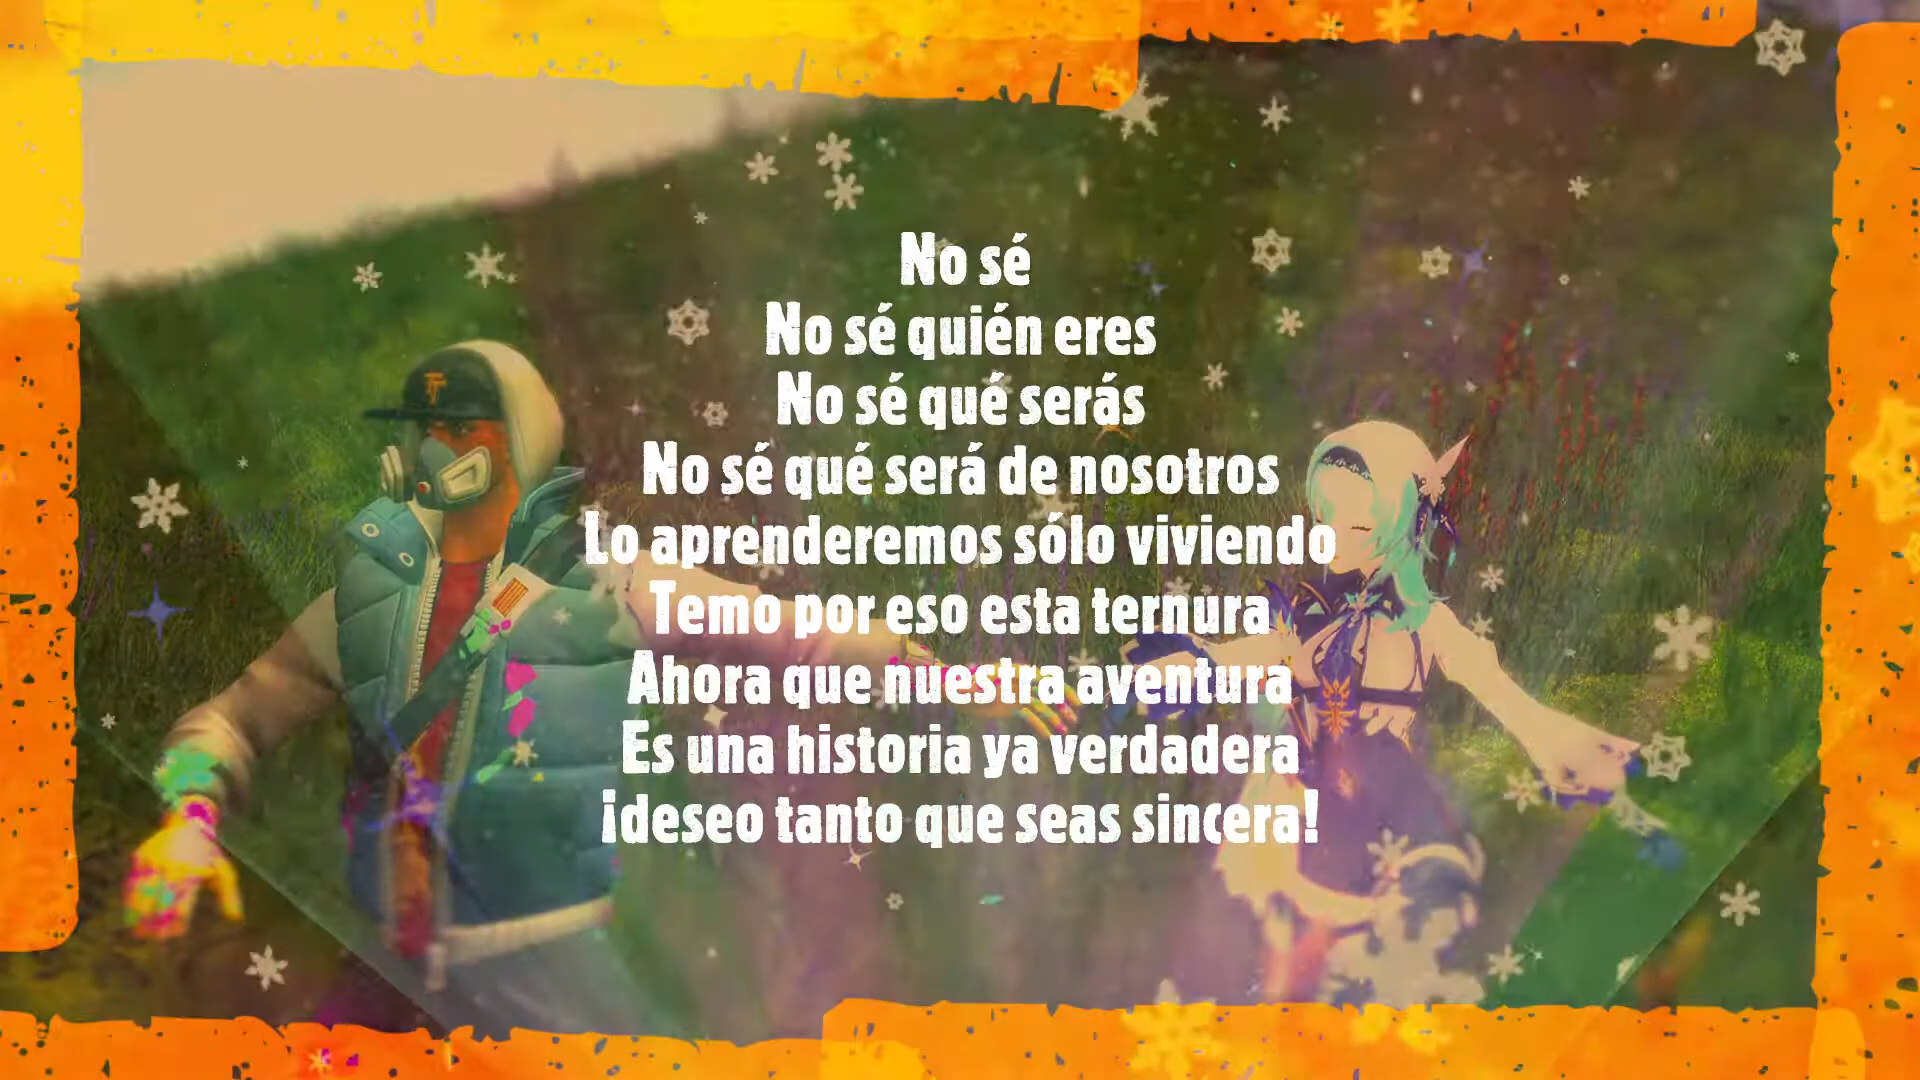 No sé
No sé quién eres
No sé qué serás
No sé qué será de nosotros
Lo aprenderemos sólo viviendo
Temo por eso esta ternura
Ahora que nuestra aventura
Es una historia ya verdadera
¡deseo tanto que seas sincera!